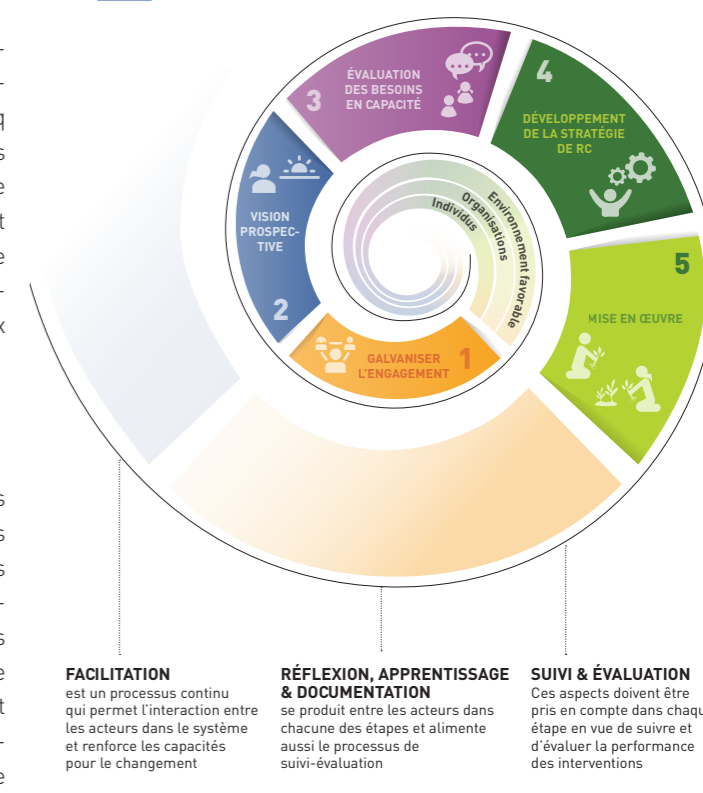 3
ÉVALUATION
DES BESOINS
EN CAPACITÉ
4
DÉVELOPPEMENT
DE LA STRATÉGIE
DE RC
VISION
PROSPEC-
TIVE
2
Individus
Organisations
Environnement favorable
5
MISE EN ŒUVRE
GALVANISER
L'ENGAGEMENT
1
FACILITATION
est un processus continu
qui permet l'interaction entre
les acteurs dans le système
et renforce les capacités
pour le changement
RÉFLEXION, APPRENTISSAGE
& DOCUMENTATION
se produit entre les acteurs dans
chacune des étapes et alimente
aussi le processus de
suivi-évaluation
SUIVI & ÉVALUATION
Ces aspects doivent être
pris en compte dans
étape en vue de suivre et
d'évaluer la performance
des interventions